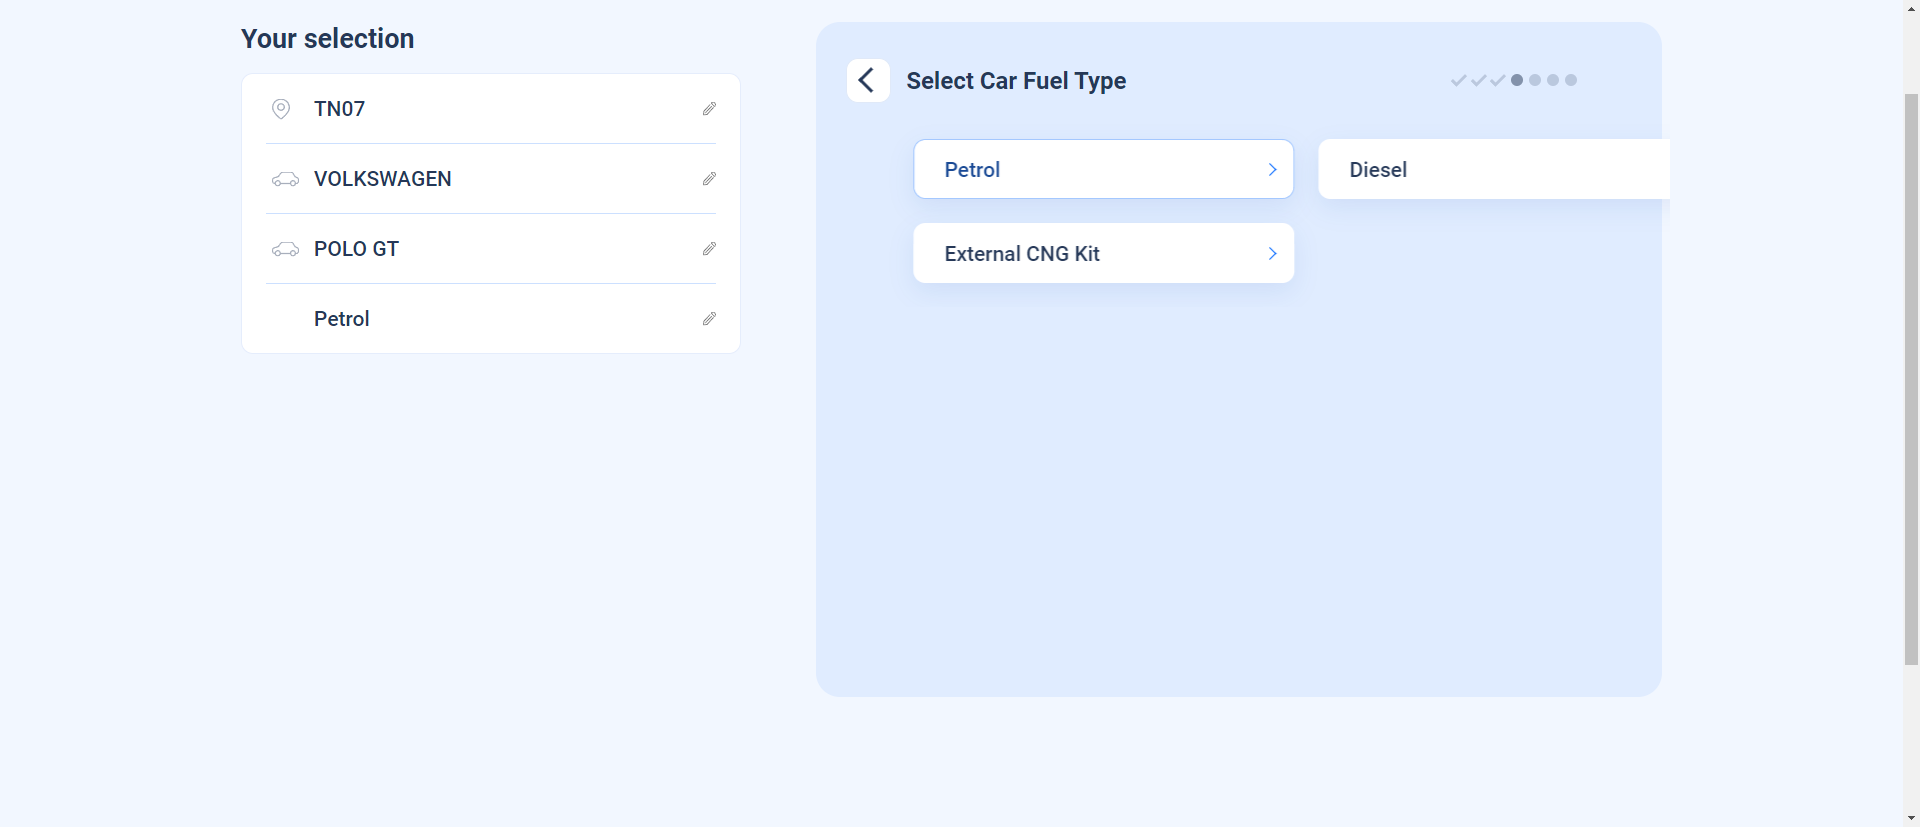 Your selection
TN07
VOLKSWAGEN
POLO GT
Petrol
Select Car Fuel Type
Petrol
Diesel
External CNG Kit